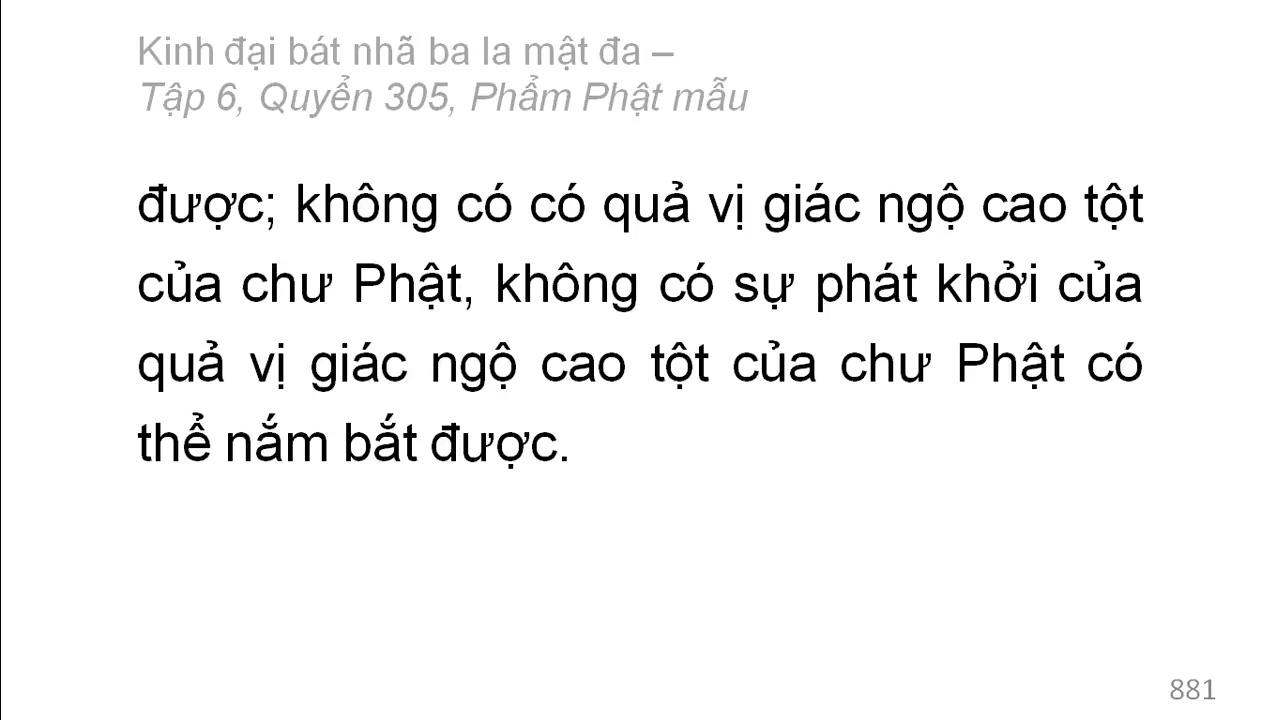 Kinh đại bát nhã ba la mật đa –
Tập 6, Quyển 305, Phẩm Phật mẫu
được; không có có quả vị giác ngộ cao tột
của chư Phật, không có sự phát khởi của
quả vị giác ngộ cao tột của chư Phật có
thể nắm bắt được.
881